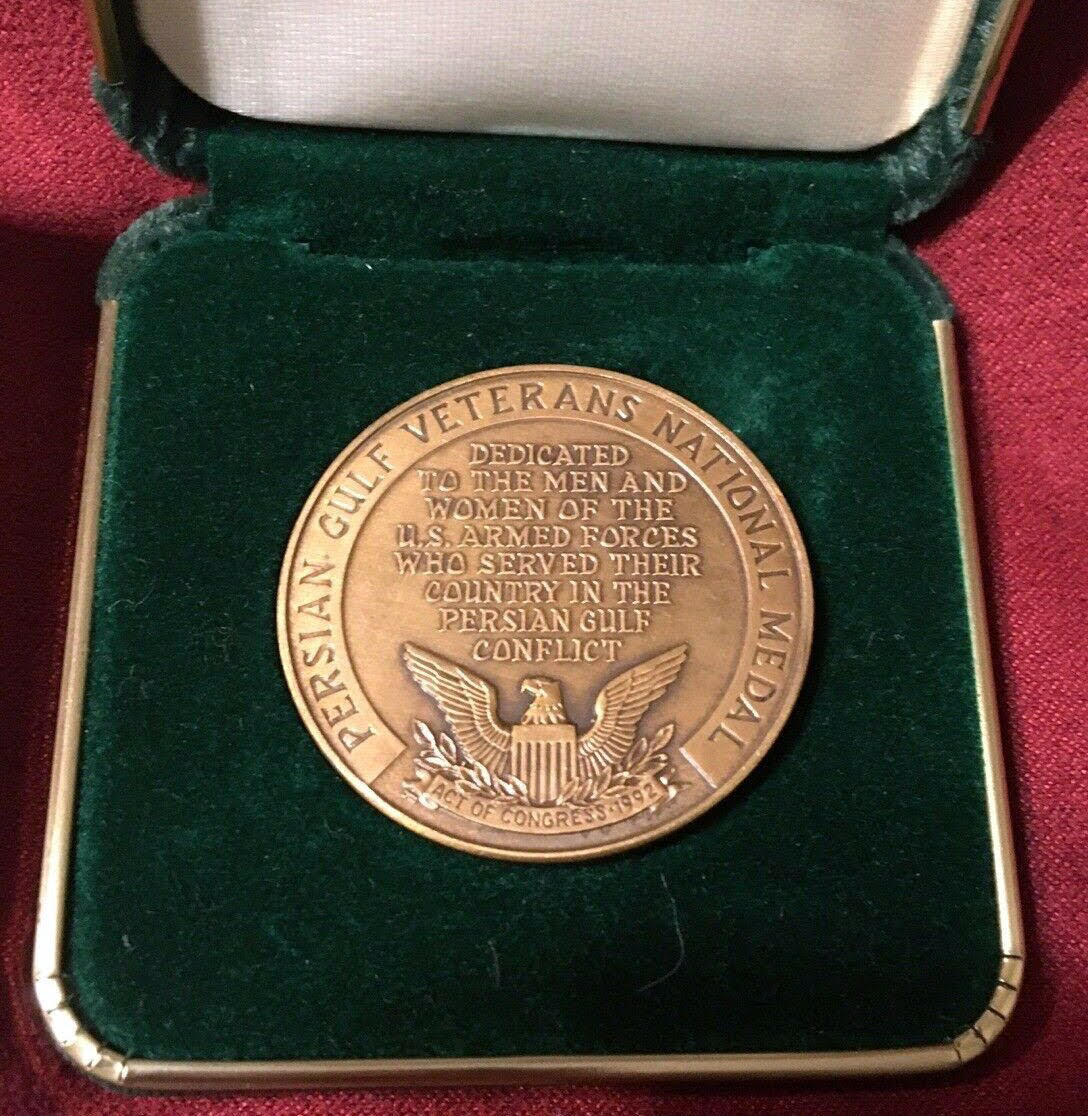 PERSIAN GULF VETERANS NATIONAL MEDAL
DEDICATED
TO THE MEN AND
WOMEN OF THE
U.S. ARMED FORCES
WHO SERVED THEIR
COUNTRY IN THE
PERSIAN GULF
CONFLICT
ACT OF CONGRESS·1992